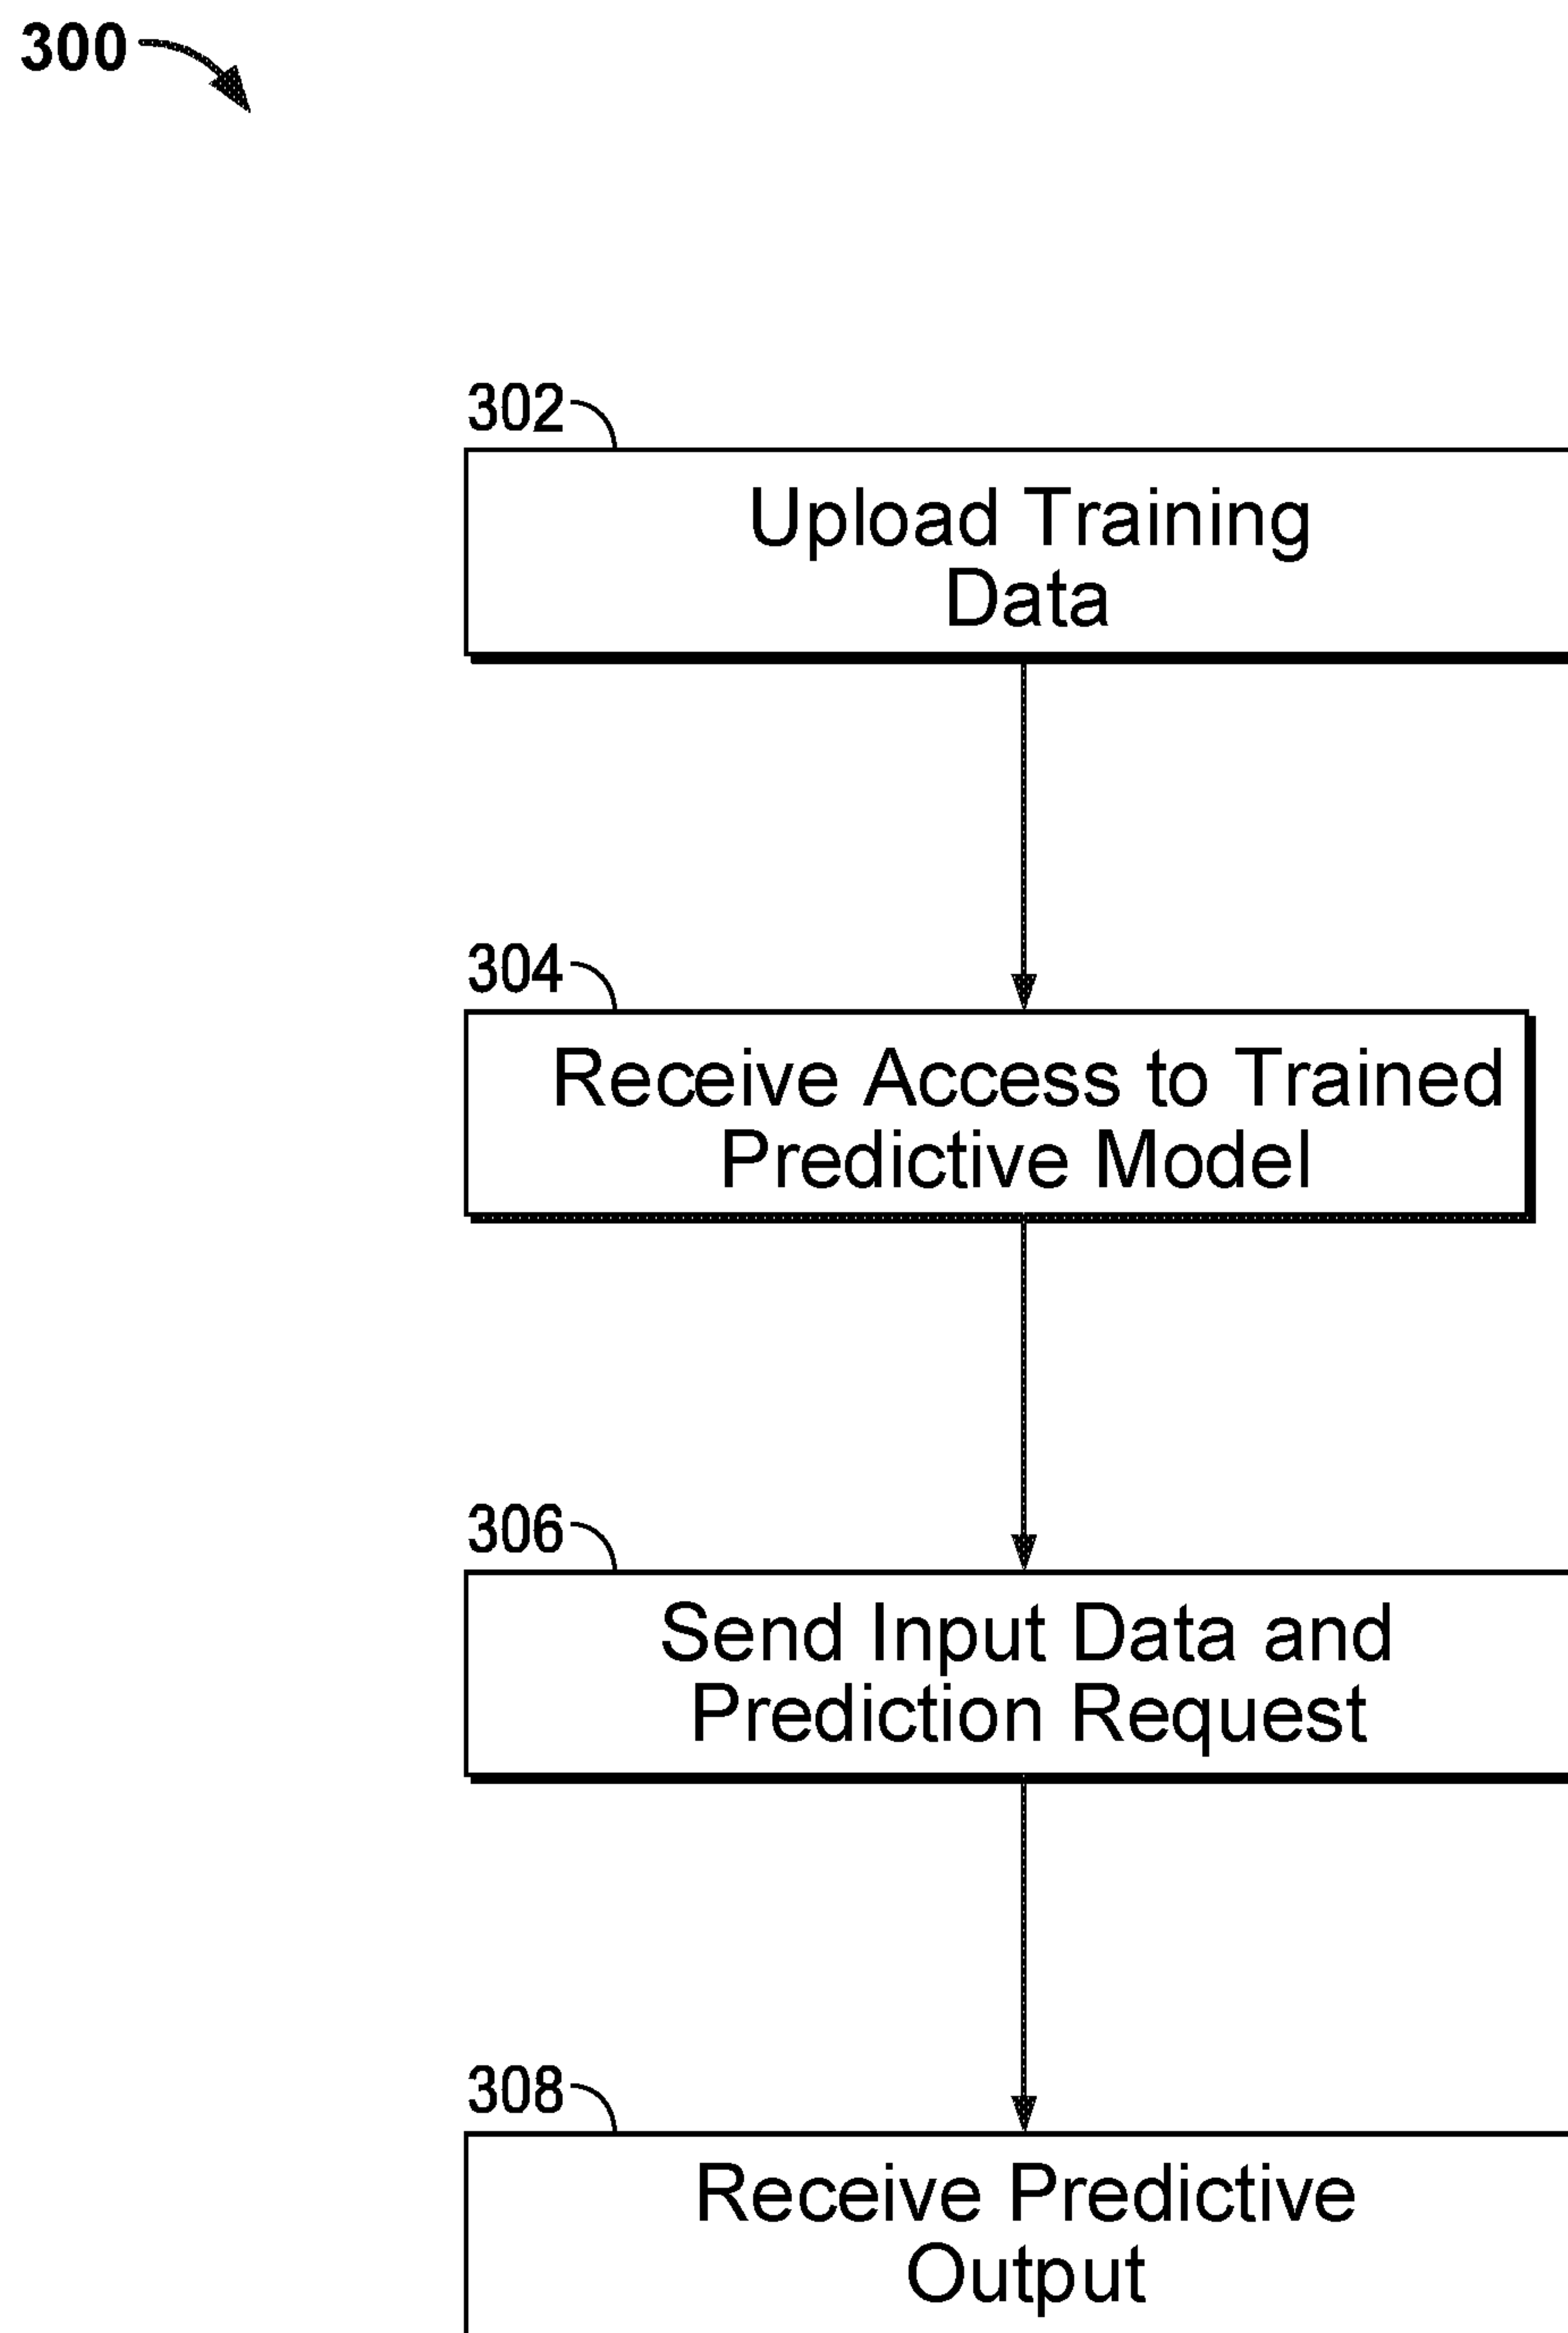 300
302
Upload Training
Data
304
Receive Access to Trained
Predictive Model
306
Send Input Data and
Prediction Request
308
Receive Predictive
Output